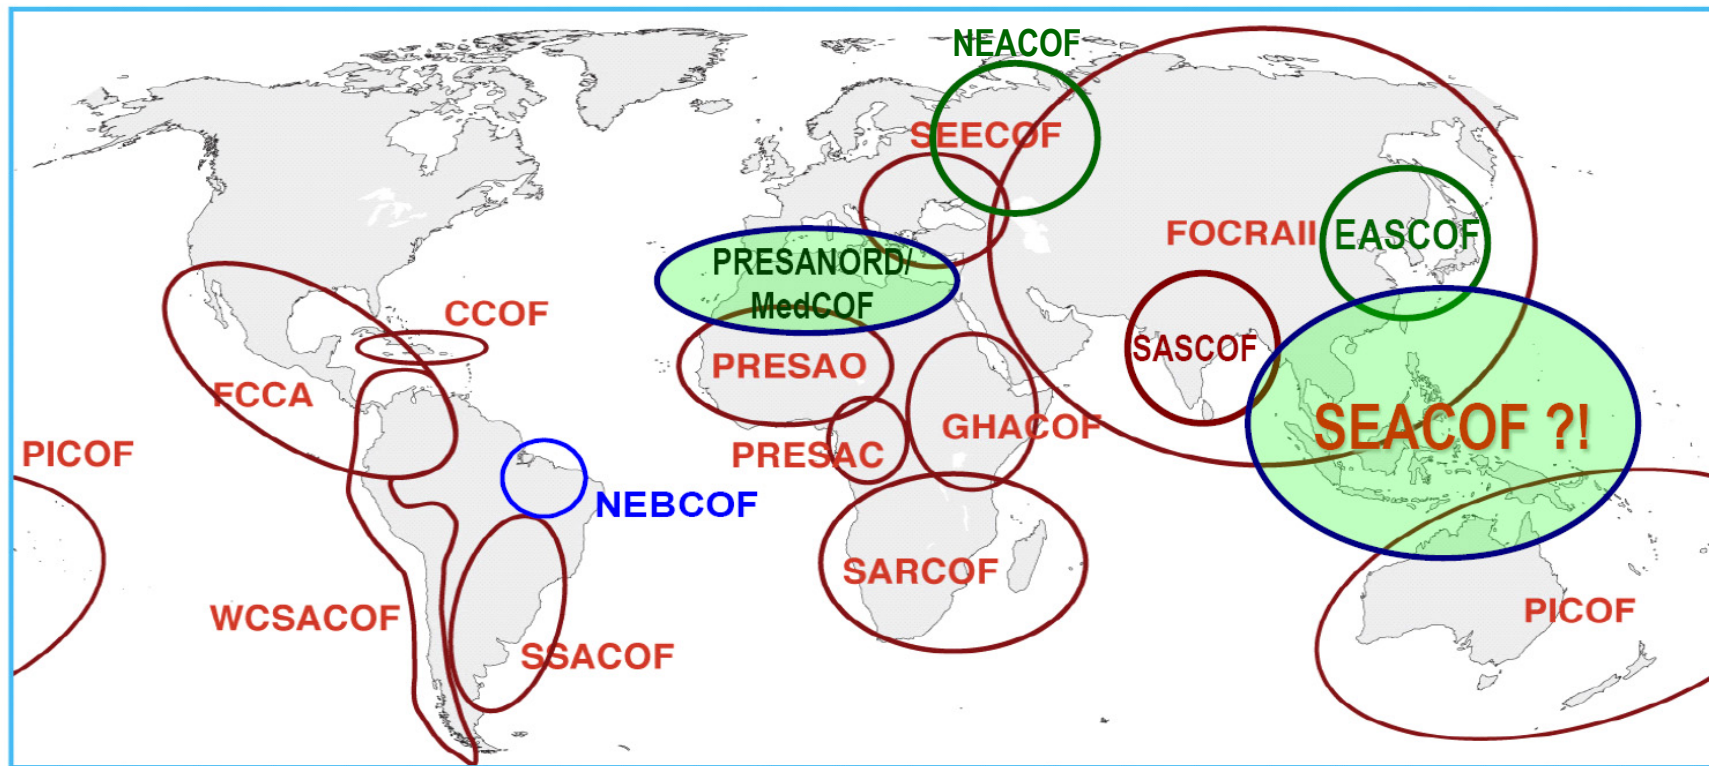 NEACOF
SEECOF
FOCRAII
EASCOF
PRESANORD/
MedCOF
CCOF
SASCOF
PRESAO
FCCA
SEACOF ?!
GHACOF
PICOF
PRESAC
NEBCOF
SARCOF
WCSACOF
PICOF
SSACOF